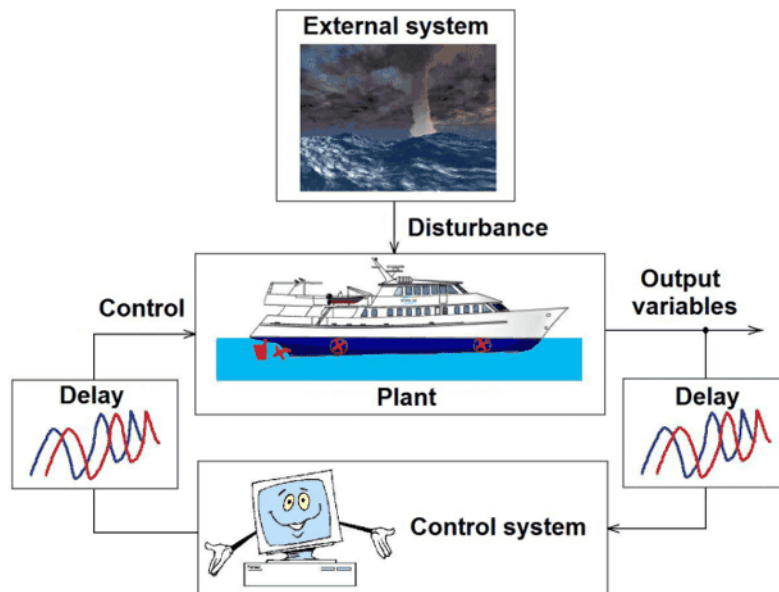 External system
Disturbance
Control
Output
variables
Plant
Delay
Delay
Control system